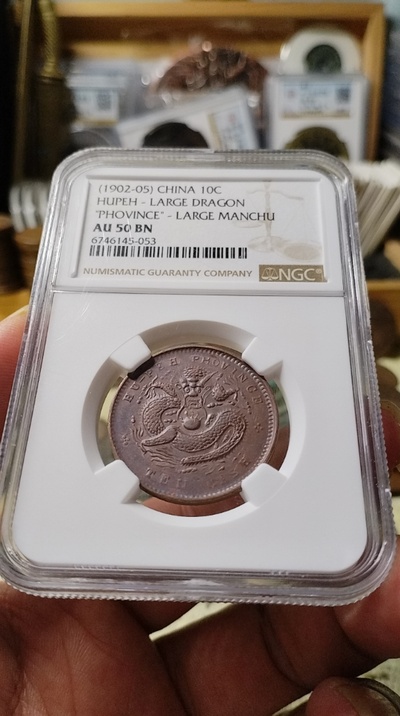 (1902-05) CHINA 10C
HUPEH - LARGE DRAGON
"PHOVINCE" - LARGE MANCHU
AU 50 BN
6746145-053
NUMISMATIC GUARANTY COMPANY NGC
PHOVINCE
TEN